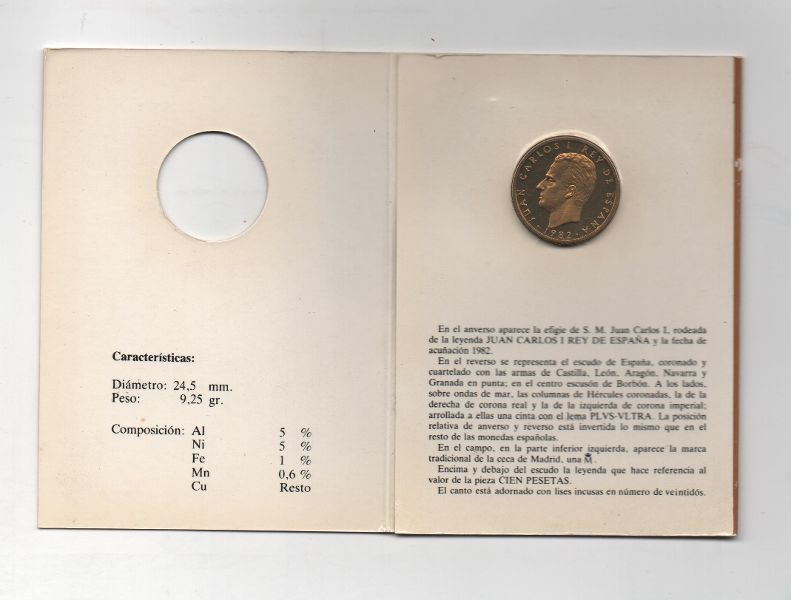 Características:
Diámetro: 24,5 mm.
Peso: 9,25 gr.
Composición: Al 5 %
Ni 5 %
Fe 1 %
Mn 0,6 %
Cu Resto
JUAN CARLOS I REY DE ESPAÑA
· 1982 ·
En el anverso aparece la efigie de S. M. Juan Carlos I, rodeada
de la leyenda JUAN CARLOS I REY DE ESPAÑA y la fecha de
acuñación 1982.
En el reverso se representa el escudo de España, coronado y
cuartelado con las armas de Castilla, León, Aragón, Navarra y
Granada en punta; en el centro escusón de Borbón. A los lados,
sobre ondas de mar, las columnas de Hércules coronadas, la de la
derecha de corona real y la de la izquierda de corona imperial;
arrollada a ellas una cinta con el lema PLVS-VLTRA. La posición
relativa de anverso y reverso está invertida lo mismo que en el
resto de las monedas españolas.
En el campo, en la parte inferior izquierda, aparece la marca
tradicional de la ceca de Madrid, una M.
Encima y debajo del escudo la leyenda que hace referencia al
valor de la pieza CIEN PESETAS.
El canto está adornado con lises incusas en número de veintidós.